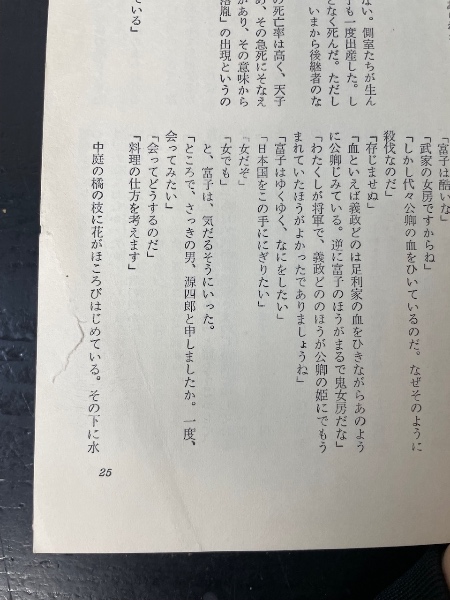 ない。側室たちが生ん
も一度出産した。し
となく死んだ。ただし
いまから後継者のな
の死亡率は高く、天子
め、その急死にそなえ
があり、その意味から
落胤」の出現というの
ている」
「富子は酷いな」
「武家の女房ですからね」
「しかし代々公卿の血をひいているのだ。なぜそのように
殺伐なのだ」
「存じませぬ」
「血といえば義政どのは足利家の血をひきながらあのよう
に公卿じみている。逆に富子のほうがまるで鬼女房だな」
「わたくしが将軍で、義政どののほうが公卿の姫にでもう
まれていたほうがよかったでありましょうね」
「富子はゆくゆく、なにをしたい」
「日本国をこの手ににぎりたい」
「女だぞ」
「女でも」
と、富子は、気だるそうにいった。
「ところで、さっきの男、源四郎と申しましたか。一度、
会ってみたい」
「会ってどうするのだ」
「料理の仕方を考えます」
中庭の橘の枝に花がほころびはじめている。その下に水
25